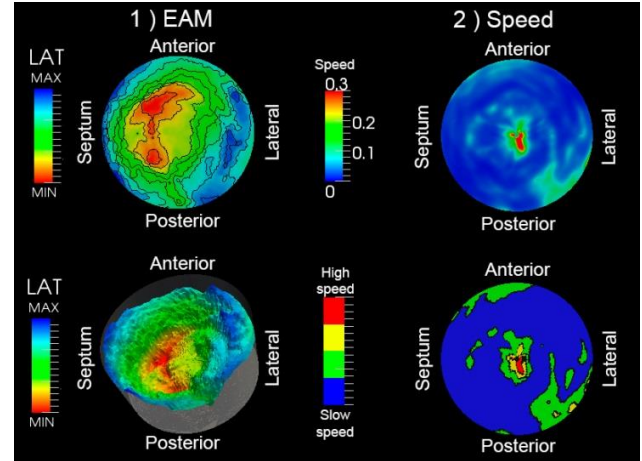 1 ) EAM
2 ) Speed
LAT
MAX
MIN
Anterior
Septum
Lateral
Posterior
Speed
0.3
0.2
0.1
0
Anterior
Septum
Lateral
Posterior
LAT
MAX
MIN
Anterior
Septum
Lateral
Posterior
High
speed
Slow
speed
Anterior
Septum
Lateral
Posterior